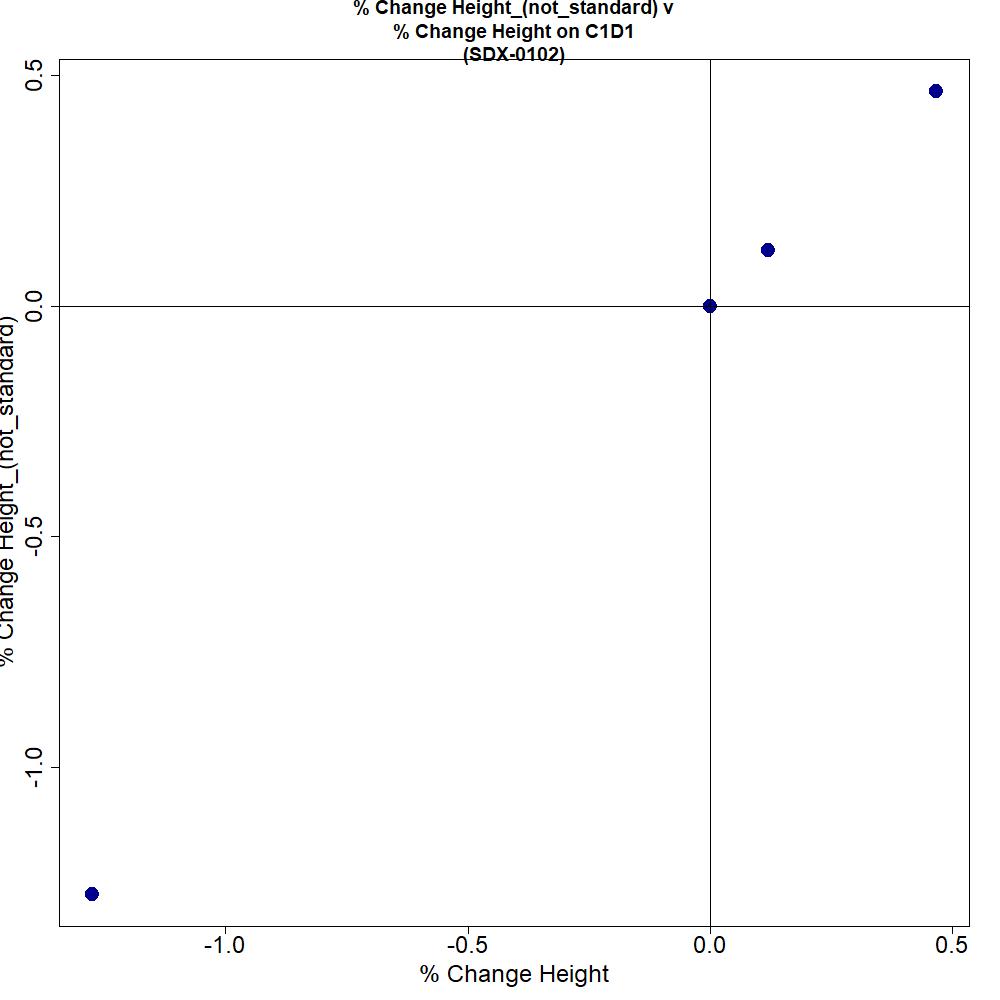 % Change Height_(not_standard) v
% Change Height on C1D1
(SDX-0102)
0.5
0.0
-0.5
-1.0
% Change Height_(not_standard)
-1.0
-0.5
0.0
0.5
% Change Height